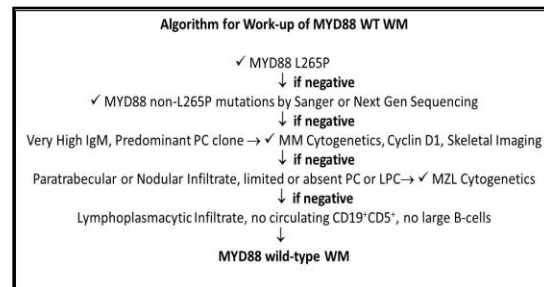 Algorithm for Work-up of MYD88 WT WM
✓ MYD88 L265P
↓ if negative
✓ MYD88 non-L265P mutations by Sanger or Next Gen Sequencing
↓ if negative
Very High IgM, Predominant PC clone → ✓ MM Cytogenetics, Cyclin D1, Skeletal Imaging
↓ if negative
Paratrabecular or Nodular Infiltrate, limited or absent PC or LPC→ ✓ MZL Cytogenetics
↓ if negative
Lymphoplasmacytic Infiltrate, no circulating CD19⁺CD5⁺, no large B-cells
↓
MYD88 wild-type WM